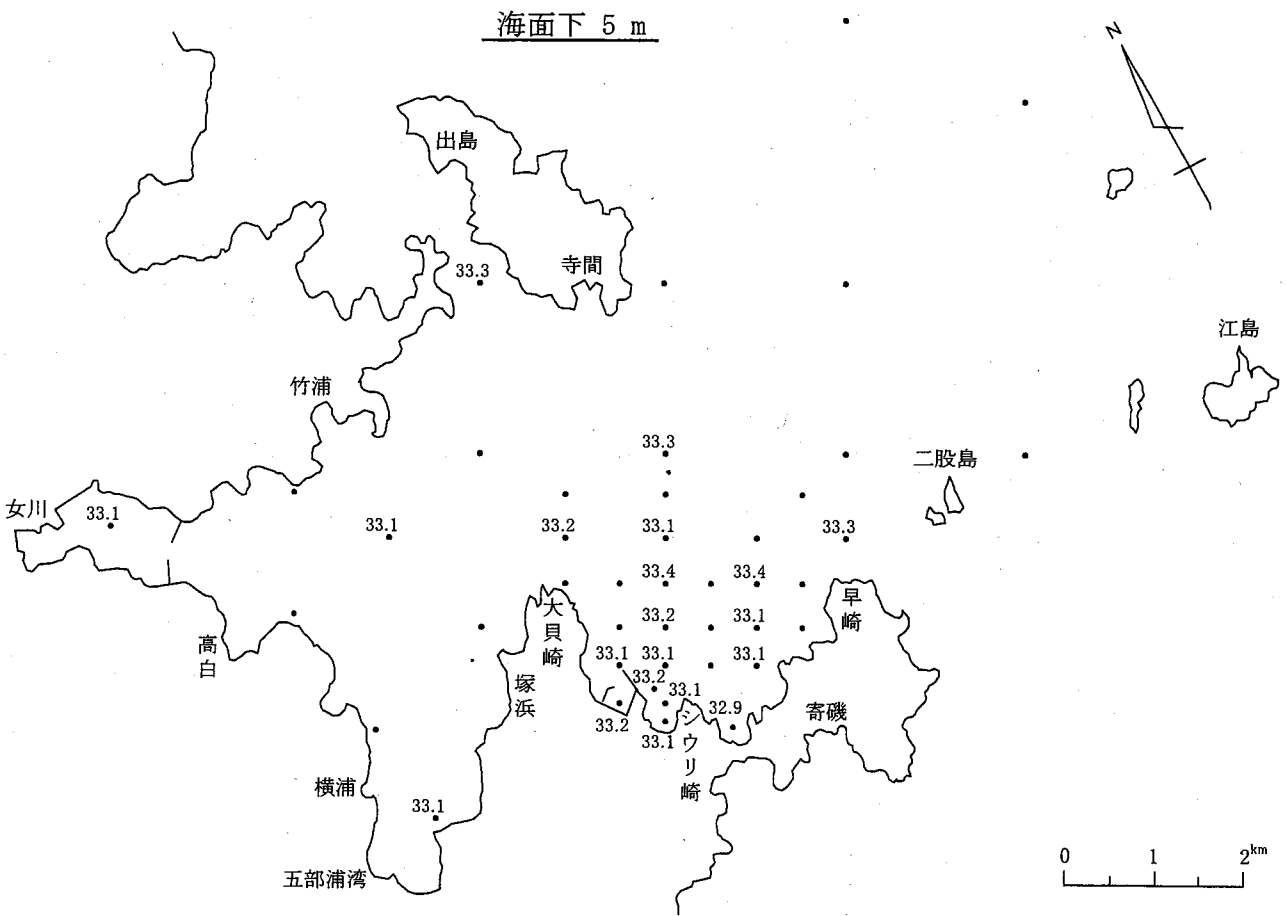 海面下 5 m
N
出島
寺間
33.3
江島
竹浦
33.3
二股島
女川
33.1
33.1
33.2
33.1
33.3
33.4
33.4
大貝崎
33.2
33.1
早崎
高白
33.1
33.1
33.1
塚浜
33.2
33.1
32.9
寄磯
33.2
33.1
シウリ崎
横浦
33.1
五部浦湾
0 1 2km